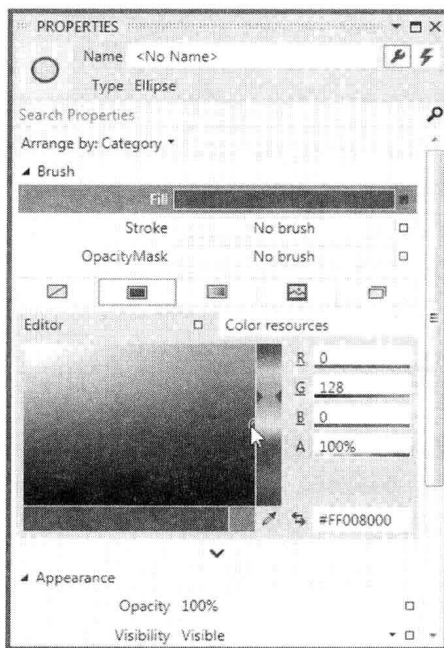 PROPERTIES
Name <No Name>
Type Ellipse
Search Properties
Arrange by: Category
Brush
Fill
Stroke No brush
OpacityMask No brush
Editor Color resources
R 0
G 128
B 0
A 100%
#FF008000
Appearance
Opacity 100%
Visibility Visible